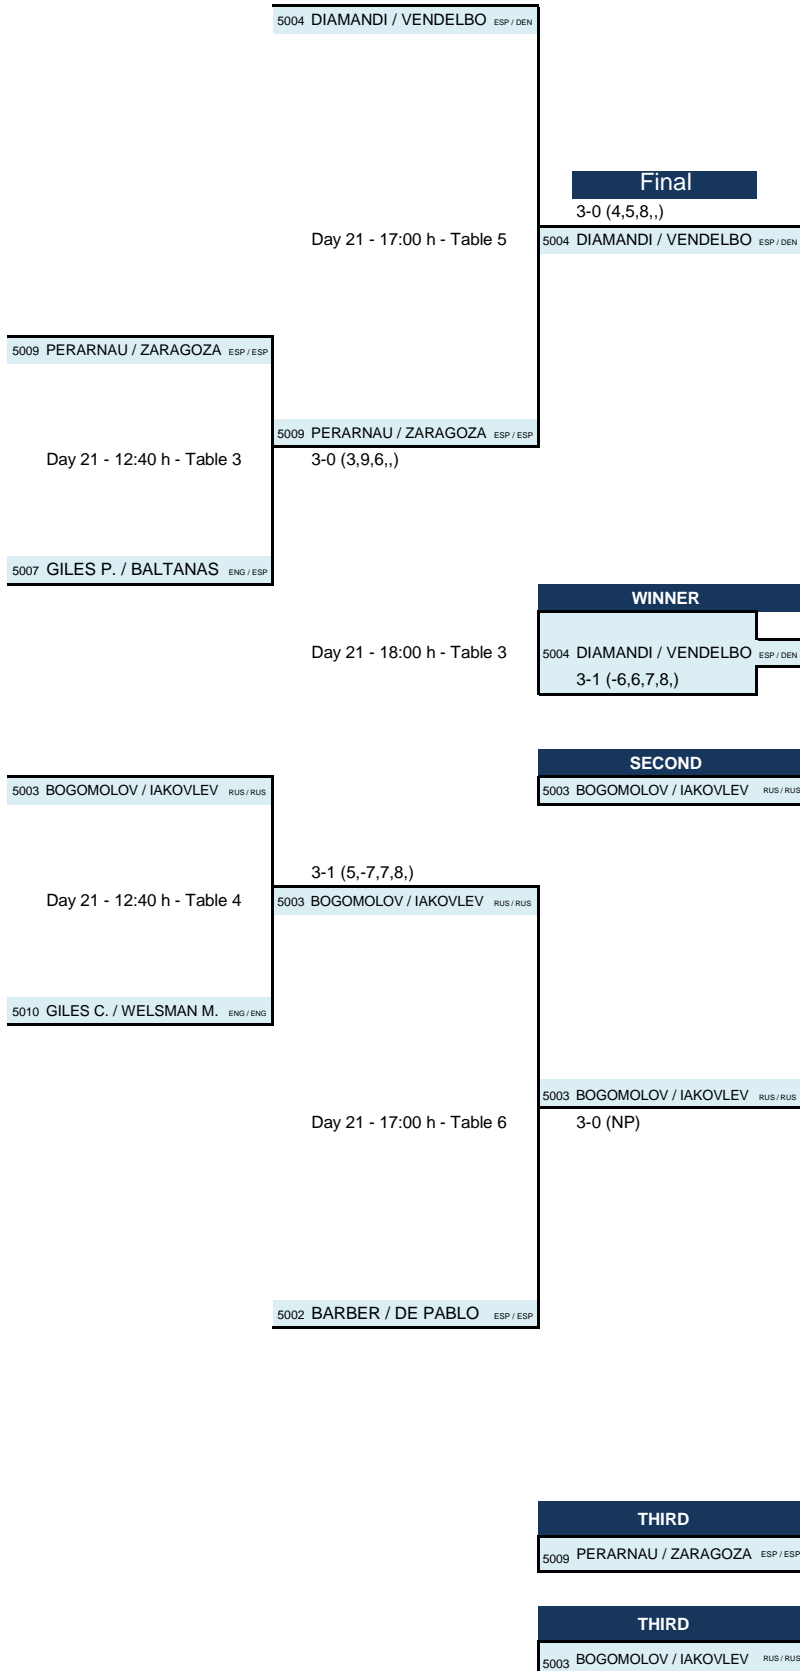 5004 DIAMANDI / VENDELBO ESP / DEN
Final
3-0 (4,5,8,,)
Day 21 - 17:00 h - Table 5
5004 DIAMANDI / VENDELBO ESP / DEN
5009 PERARNAU / ZARAGOZA ESP / ESP
5009 PERARNAU / ZARAGOZA ESP / ESP
Day 21 - 12:40 h - Table 3
3-0 (3,9,6,,)
5007 GILES P. / BALTANAS ENG / ESP
WINNER
Day 21 - 18:00 h - Table 3
5004 DIAMANDI / VENDELBO ESP / DEN
3-1 (-6,6,7,8,)
SECOND
5003 BOGOMOLOV / IAKOVLEV RUS / RUS
5003 BOGOMOLOV / IAKOVLEV RUS / RUS
3-1 (5,-7,7,8,)
Day 21 - 12:40 h - Table 4
5003 BOGOMOLOV / IAKOVLEV RUS / RUS
5010 GILES C. / WELSMAN M. ENG / ENG
5003 BOGOMOLOV / IAKOVLEV RUS / RUS
Day 21 - 17:00 h - Table 6
3-0 (NP)
5002 BARBER / DE PABLO ESP / ESP
THIRD
5009 PERARNAU / ZARAGOZA ESP / ESP
THIRD
5003 BOGOMOLOV / IAKOVLEV RUS / RUS